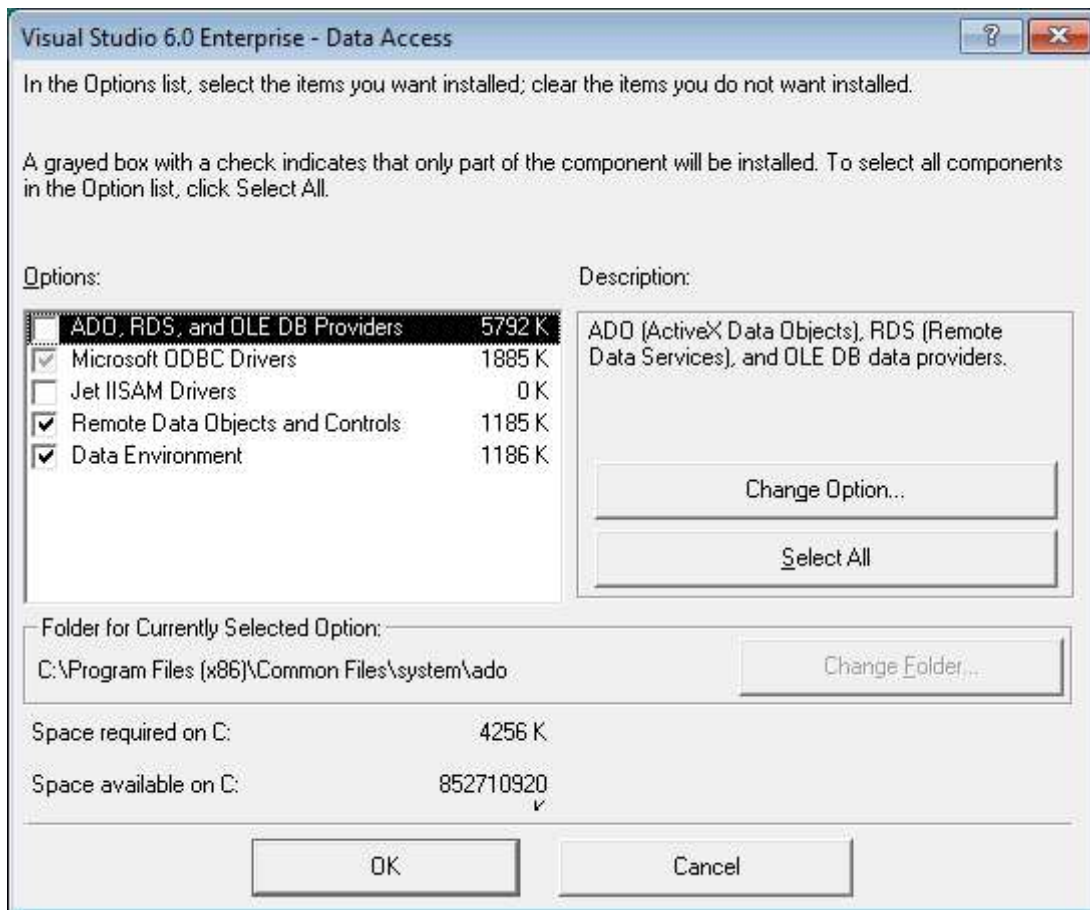 Visual Studio 6.0 Enterprise - Data Access
In the Options list, select the items you want installed; clear the items you do not want installed.
A grayed box with a check indicates that only part of the component will be installed. To select all components
in the Option list, click Select All.
Options:
Description:
ADO, RDS, and OLE DB Providers 5792 K
Microsoft ODBC Drivers 1885 K
Jet IISAM Drivers 0 K
Remote Data Objects and Controls 1185 K
Data Environment 1186 K
ADO (ActiveX Data Objects), RDS (Remote
Data Services), and OLE DB data providers.
Change Option...
Select All
Folder for Currently Selected Option:
C:\Program Files (x86)\Common Files\system\ado
Change Folder...
Space required on C: 4256 K
Space available on C: 852710920
K
OK
Cancel